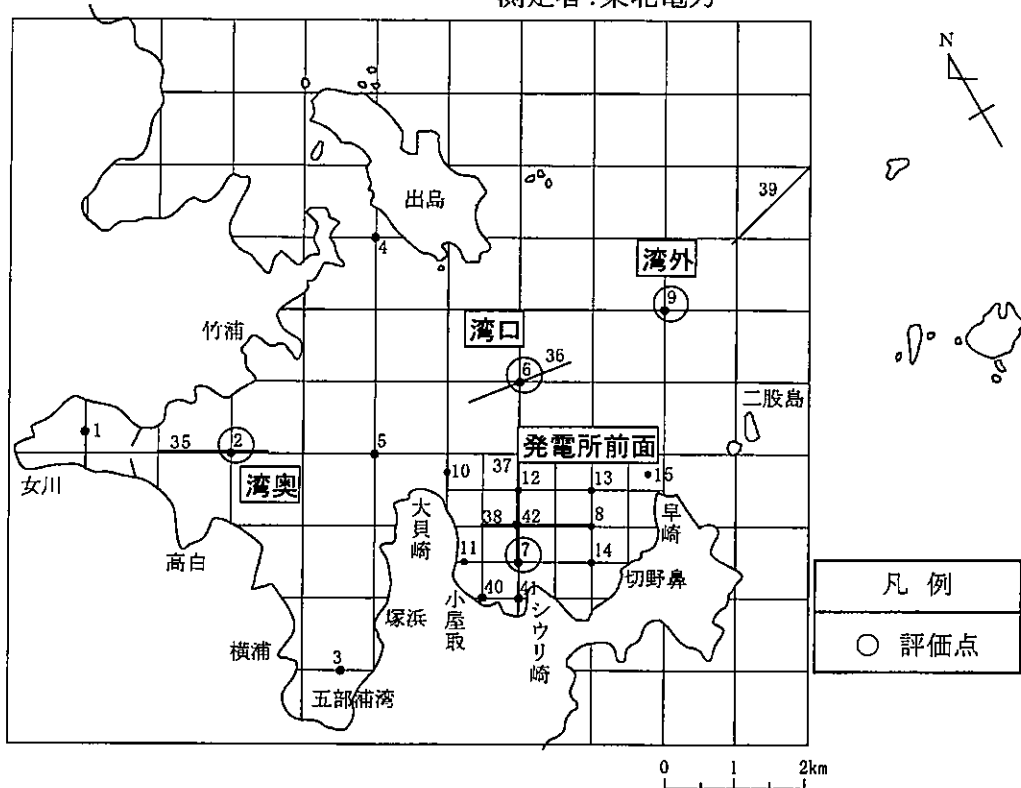 測定者：東北電力
N
出島
39
4
湾外
9
竹浦
湾口
36
6
二股島
1
35
2
5
発電所前面
湾奥
10
37
12
13
15
女川
大貝崎
38
42
8
早崎
高白
11
7
14
切野鼻
凡例
40
41
小屋取
シウリ崎
塚浜
○ 評価点
横浦
3
五部浦湾
0 1 2km